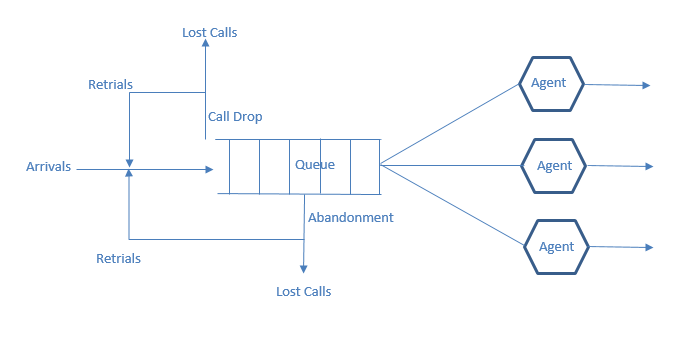 Lost Calls
Retrials
Call Drop
Agent
Arrivals
Queue
Agent
Abandonment
Retrials
Agent
Lost Calls